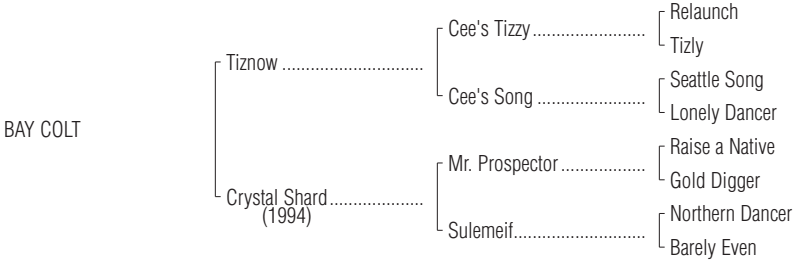 Relaunch
Cee's Tizzy........................
Tizly
Tiznow ..............................
Seattle Song
Cee's Song .......................
Lonely Dancer
BAY COLT
Raise a Native
Mr. Prospector..................
Gold Digger
Crystal Shard....................
(1994)
Northern Dancer
Sulemeif............................
Barely Even